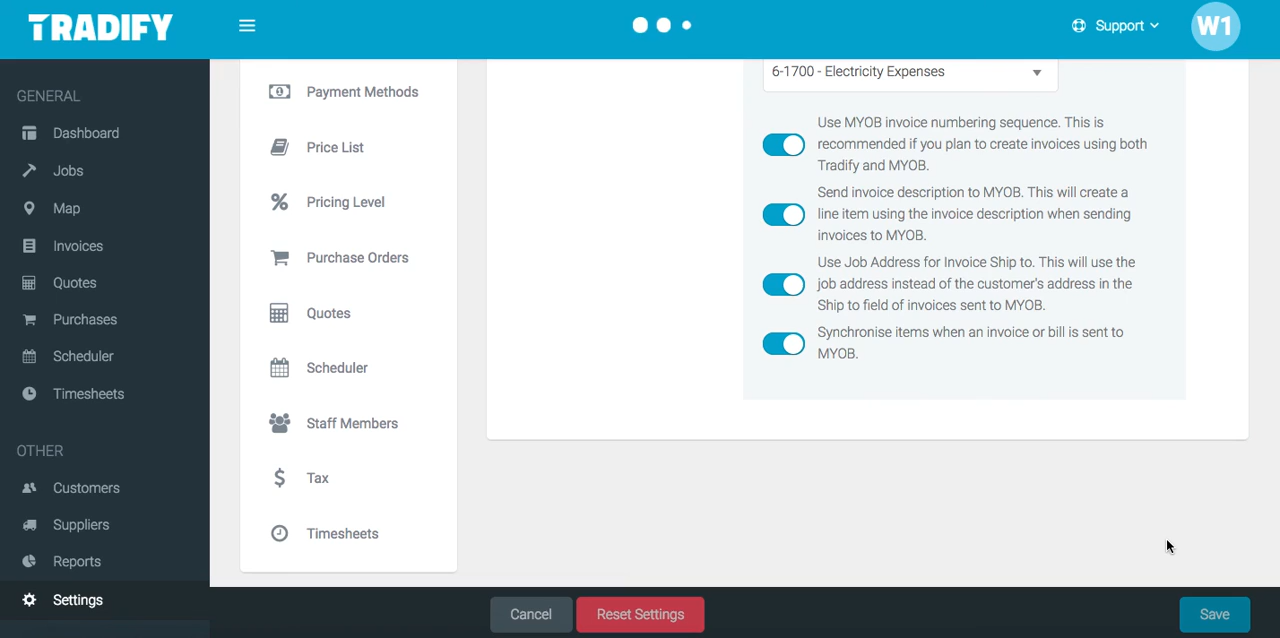 TRADIFY
Support
W1
GENERAL
Dashboard
Jobs
Map
Invoices
Quotes
Purchases
Scheduler
Timesheets
OTHER
Customers
Suppliers
Reports
Settings
Payment Methods
Price List
Pricing Level
Purchase Orders
Quotes
Scheduler
Staff Members
Tax
Timesheets
6-1700 - Electricity Expenses
Use MYOB invoice numbering sequence. This is
recommended if you plan to create invoices using both
Tradify and MYOB.
Send invoice description to MYOB. This will create a
line item using the invoice description when sending
invoices to MYOB.
Use Job Address for Invoice Ship to. This will use the
job address instead of the customer's address in the
Ship to field of invoices sent to MYOB.
Synchronise items when an invoice or bill is sent to
MYOB.
Cancel
Reset Settings
Save